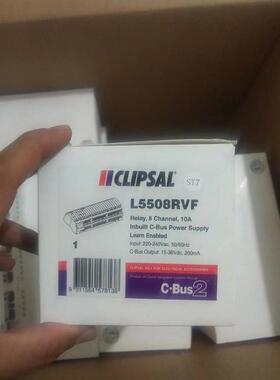 CLIPSAL
ST7
L5508RVF
Relay, 8 Channel, 10A
Inbuilt C-Bus Power Supply
Learn Enabled
Input: 220-240Vac, 50/60Hz
C-Bus Output: 15-36Vdc, 200mA
1
C-Bus2